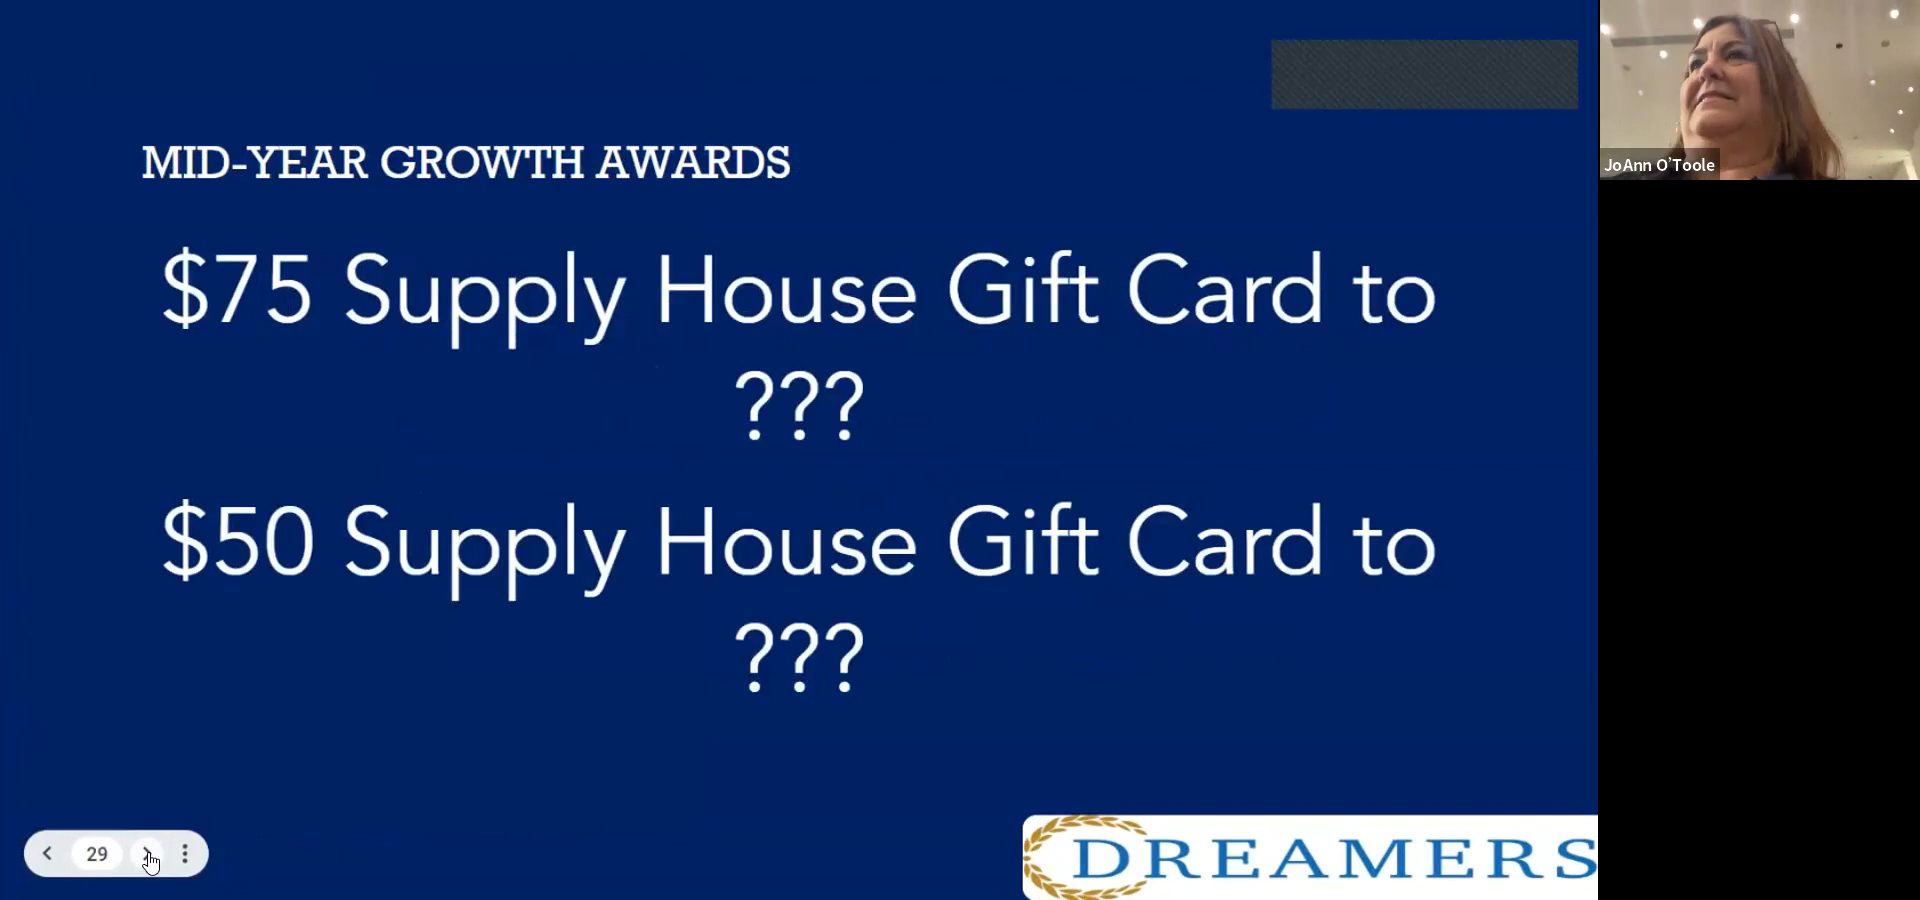 MID-YEAR GROWTH AWARDS
$75 Supply House Gift Card to
???
$50 Supply House Gift Card to
???
29
DREAMERS
JoAnn O'Toole